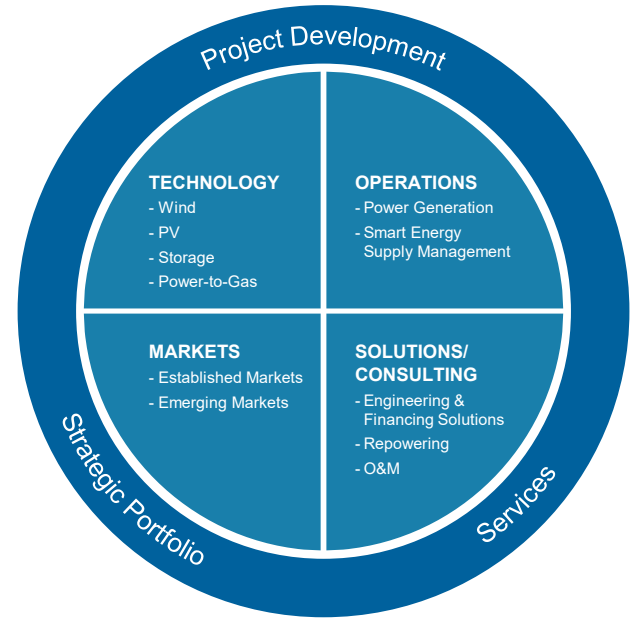 Project Development
TECHNOLOGY
- Wind
- PV
- Storage
- Power-to-Gas
OPERATIONS
- Power Generation
- Smart Energy
Supply Management
MARKETS
- Established Markets
- Emerging Markets
SOLUTIONS/
CONSULTING
- Engineering &
Financing Solutions
- Repowering
- O&M
Strategic Portfolio
Services